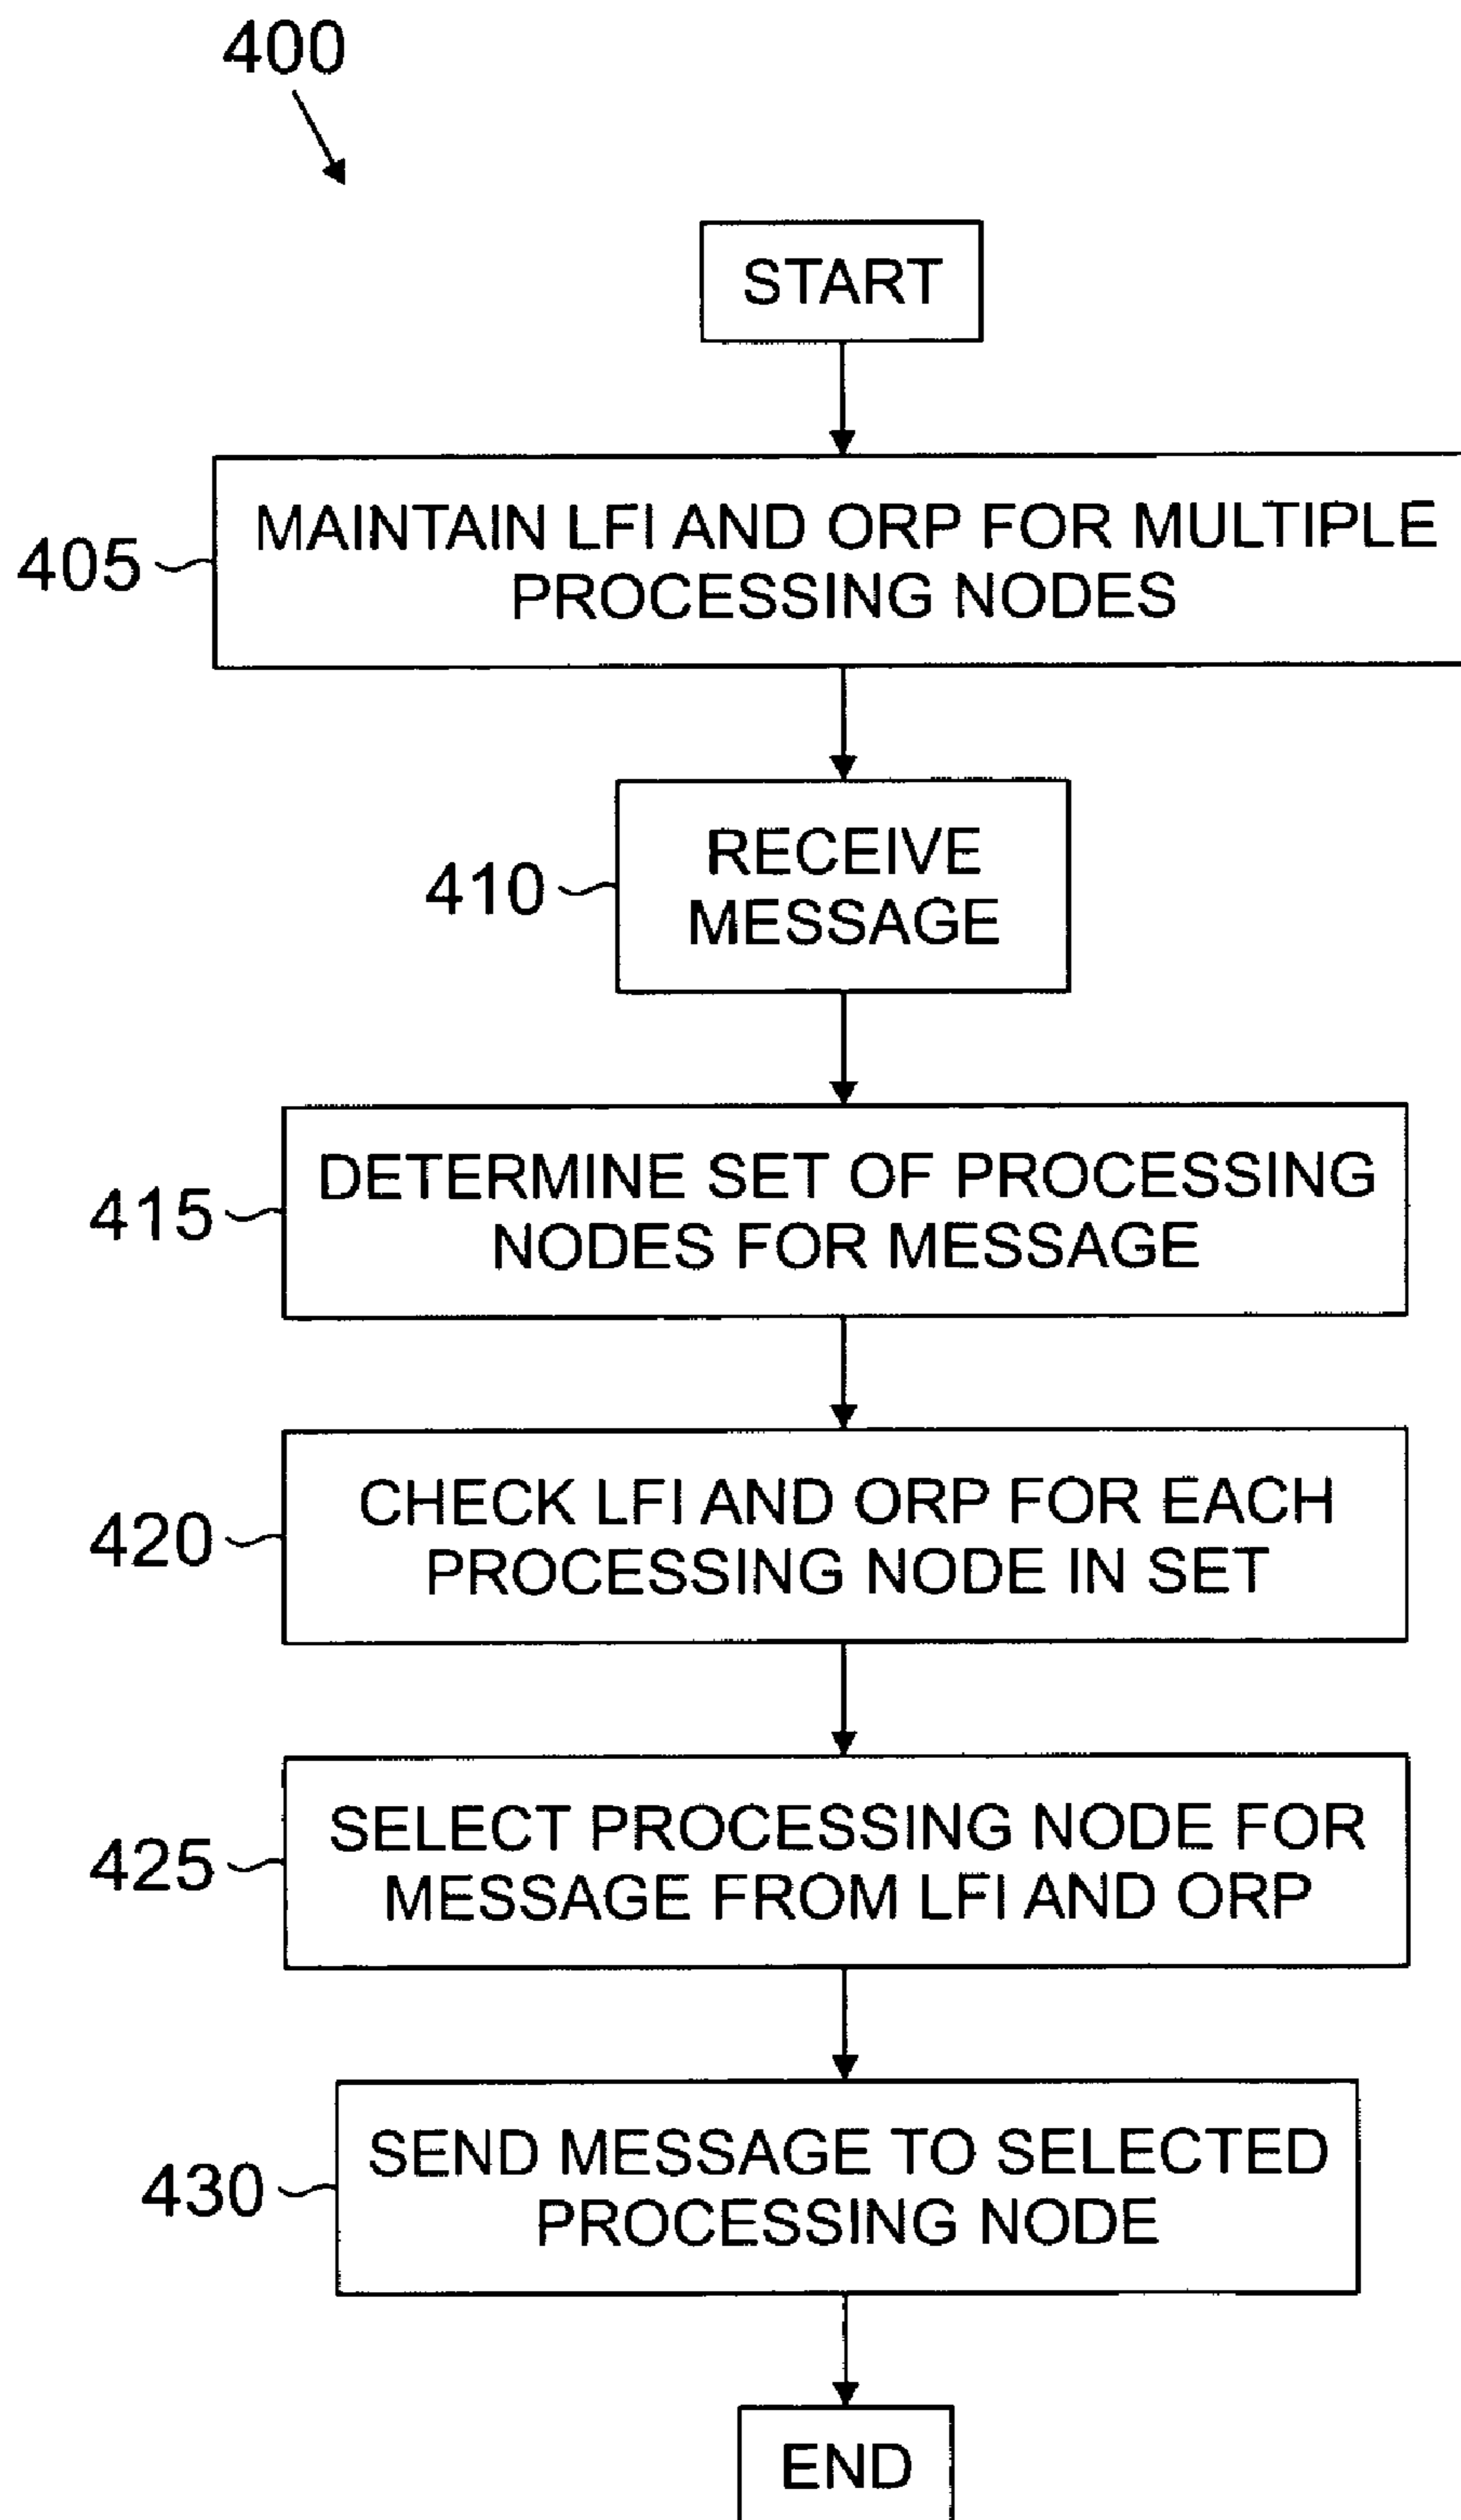 400
START
405
MAINTAIN LFI AND ORP FOR MULTIPLE
PROCESSING NODES
410
RECEIVE
MESSAGE
415
DETERMINE SET OF PROCESSING
NODES FOR MESSAGE
420
CHECK LFI AND ORP FOR EACH
PROCESSING NODE IN SET
425
SELECT PROCESSING NODE FOR
MESSAGE FROM LFI AND ORP
430
SEND MESSAGE TO SELECTED
PROCESSING NODE
END